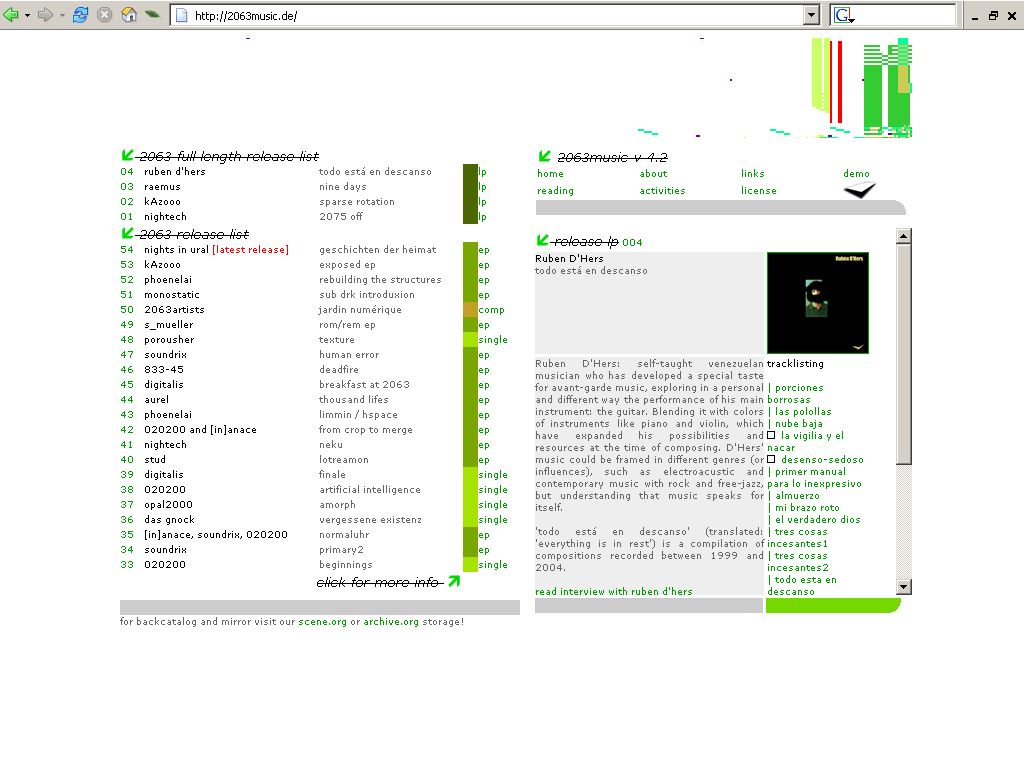 http://2063music.de/
G
2063 full length release list
04 ruben d'hers todo está en descanso lp
03 raemus nine days lp
02 kAzooo sparse rotation lp
01 nightech 2075 off lp
2063 release list
54 nights in ural [latest release] geschichten der heimat ep
53 kAzooo exposed ep ep
52 phoenelai rebuilding the structures ep
51 monostatic sub drk introduxion ep
50 2063artists jardin numérique comp
49 s_mueller rom/rem ep ep
48 porousher texture single
47 soundrix human error ep
46 833-45 deadfire ep
45 digitalis breakfast at 2063 ep
44 aurel thousand lifes ep
43 phoenelai limmin / hspace ep
42 020200 and [in]anace from crop to merge ep
41 nightech neku ep
40 stud lotreamon ep
39 digitalis finale single
38 020200 artificial intelligence single
37 opal2000 amorph single
36 das gnock vergessene existenz single
35 [in]anace, soundrix, 020200 normaluhr ep
34 soundrix primary2 ep
33 020200 beginnings single
click for more info
for backcatalog and mirror visit our scene.org or archive.org storage!
2063music v 4.2
home about links demo
reading activities license
release lp 004
Ruben D'Hers
todo está en descanso
Ruben D'Hers
Ruben D'Hers: self-taught venezuelan
musician who has developed a special taste
for avant-garde music, exploring in a personal
and different way the performance of his main
instrument: the guitar. Blending it with colors
of instruments like piano and violin, which
have expanded his possibilities and
resources at the time of composing. D'Hers'
music could be framed in different genres (or
influences), such as electroacustic and
contemporary music with rock and free-jazz,
but understanding that music speaks for
itself.
'todo está en descanso' (translated:
'everything is in rest') is a compilation of
compositions recorded between 1999 and
2004.
read interview with ruben d'hers
tracklisting
| porciones
borrosas
| las polollas
| nube baja
□ la vigilia y el
nacar
□ desenso-sedoso
| primer manual
para lo inexpresivo
| almuerzo
| mi brazo roto
| el verdadero dios
| tres cosas
incesantes1
| tres cosas
incesantes2
| todo esta en
descanso